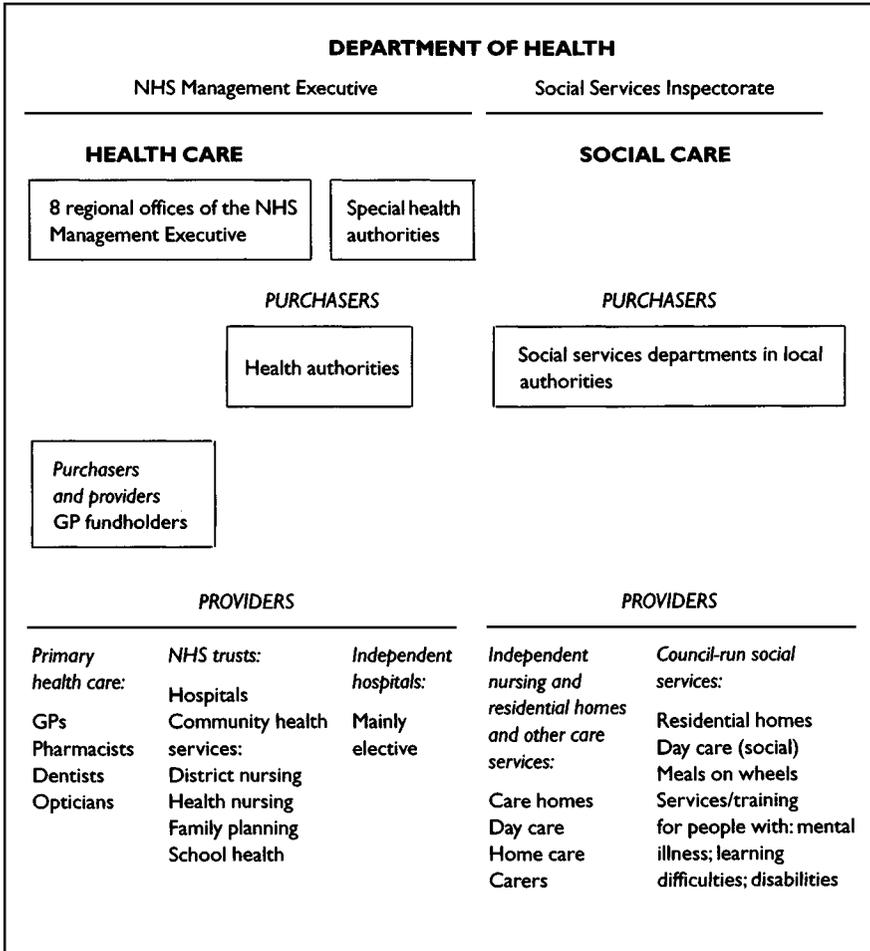 DEPARTMENT OF HEALTH
NHS Management Executive
Social Services Inspectorate
HEALTH CARE
SOCIAL CARE
8 regional offices of the NHS
Management Executive
Special health
authorities
PURCHASERS
PURCHASERS
Health authorities
Social services departments in local
authorities
Purchasers
and providers
GP fundholders
PROVIDERS
PROVIDERS
Primary
health care:
GPs
Pharmacists
Dentists
Opticians
NHS trusts:
Hospitals
Community health
services:
District nursing
Health nursing
Family planning
School health
Independent
hospitals:
Mainly
elective
Independent
nursing and
residential homes
and other care
services:
Care homes
Day care
Home care
Carers
Council-run social
services:
Residential homes
Day care (social)
Meals on wheels
Services/training
for people with: mental
illness; learning
difficulties; disabilities